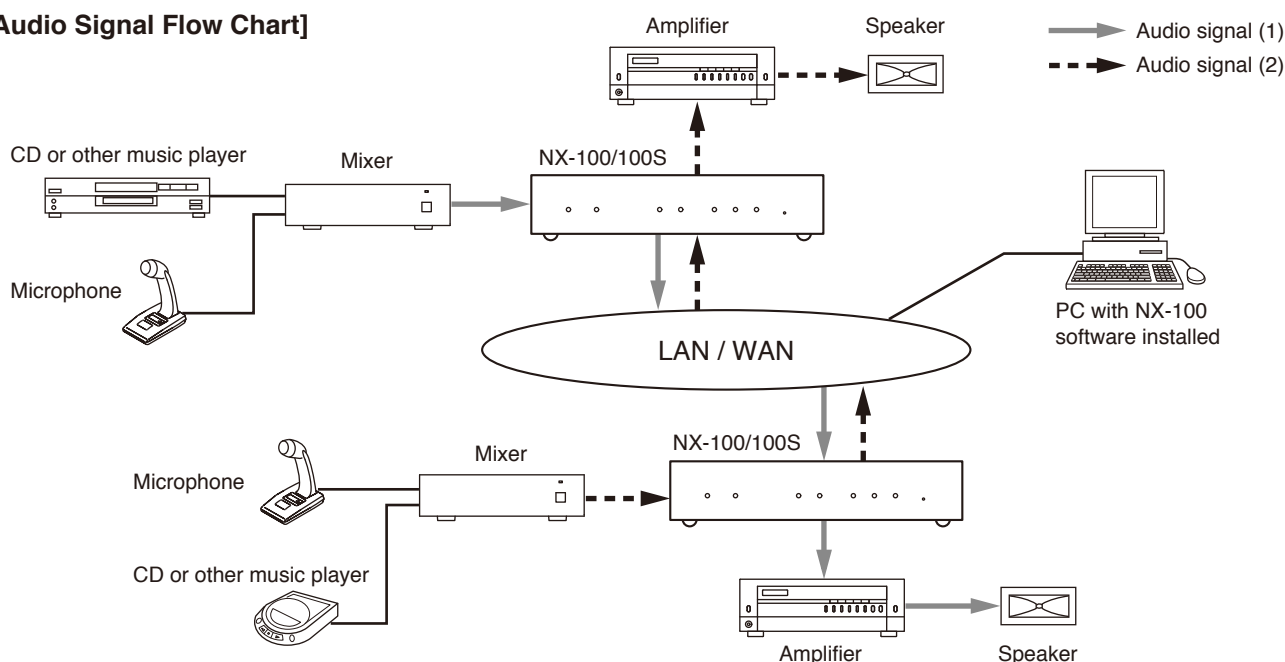 Audio Signal Flow Chart]
Amplifier
Speaker
Audio signal (1)
Audio signal (2)
CD or other music player
Mixer
NX-100/100S
Microphone
PC with NX-100
software installed
LAN / WAN
NX-100/100S
Mixer
Microphone
CD or other music player
Amplifier
Speaker